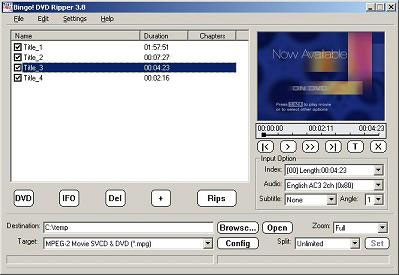 Bingo! DVD Ripper 3.8
File Edit Settings Help
Name Duration Chapters
Title_1 01:57:51
Title_2 00:07:27
Title_3 00:04:23
Title_4 00:02:16
Now Available
ON DVD
Press MENU to play movie
or to select other options
00:00:00 00:02:11 00:04:23
|< > >> >| T X
Input Option
Index: [00] Length:00:04:23
Audio: English AC3 2ch (0x80)
Subtitle: None Angle: 1
DVD IFO Del + Rips
Destination: C:\temp Browse... Open Zoom: Full
Target: MPEG-2 Movie SVCD & DVD (*.mpg) Config Split: Unlimited Set